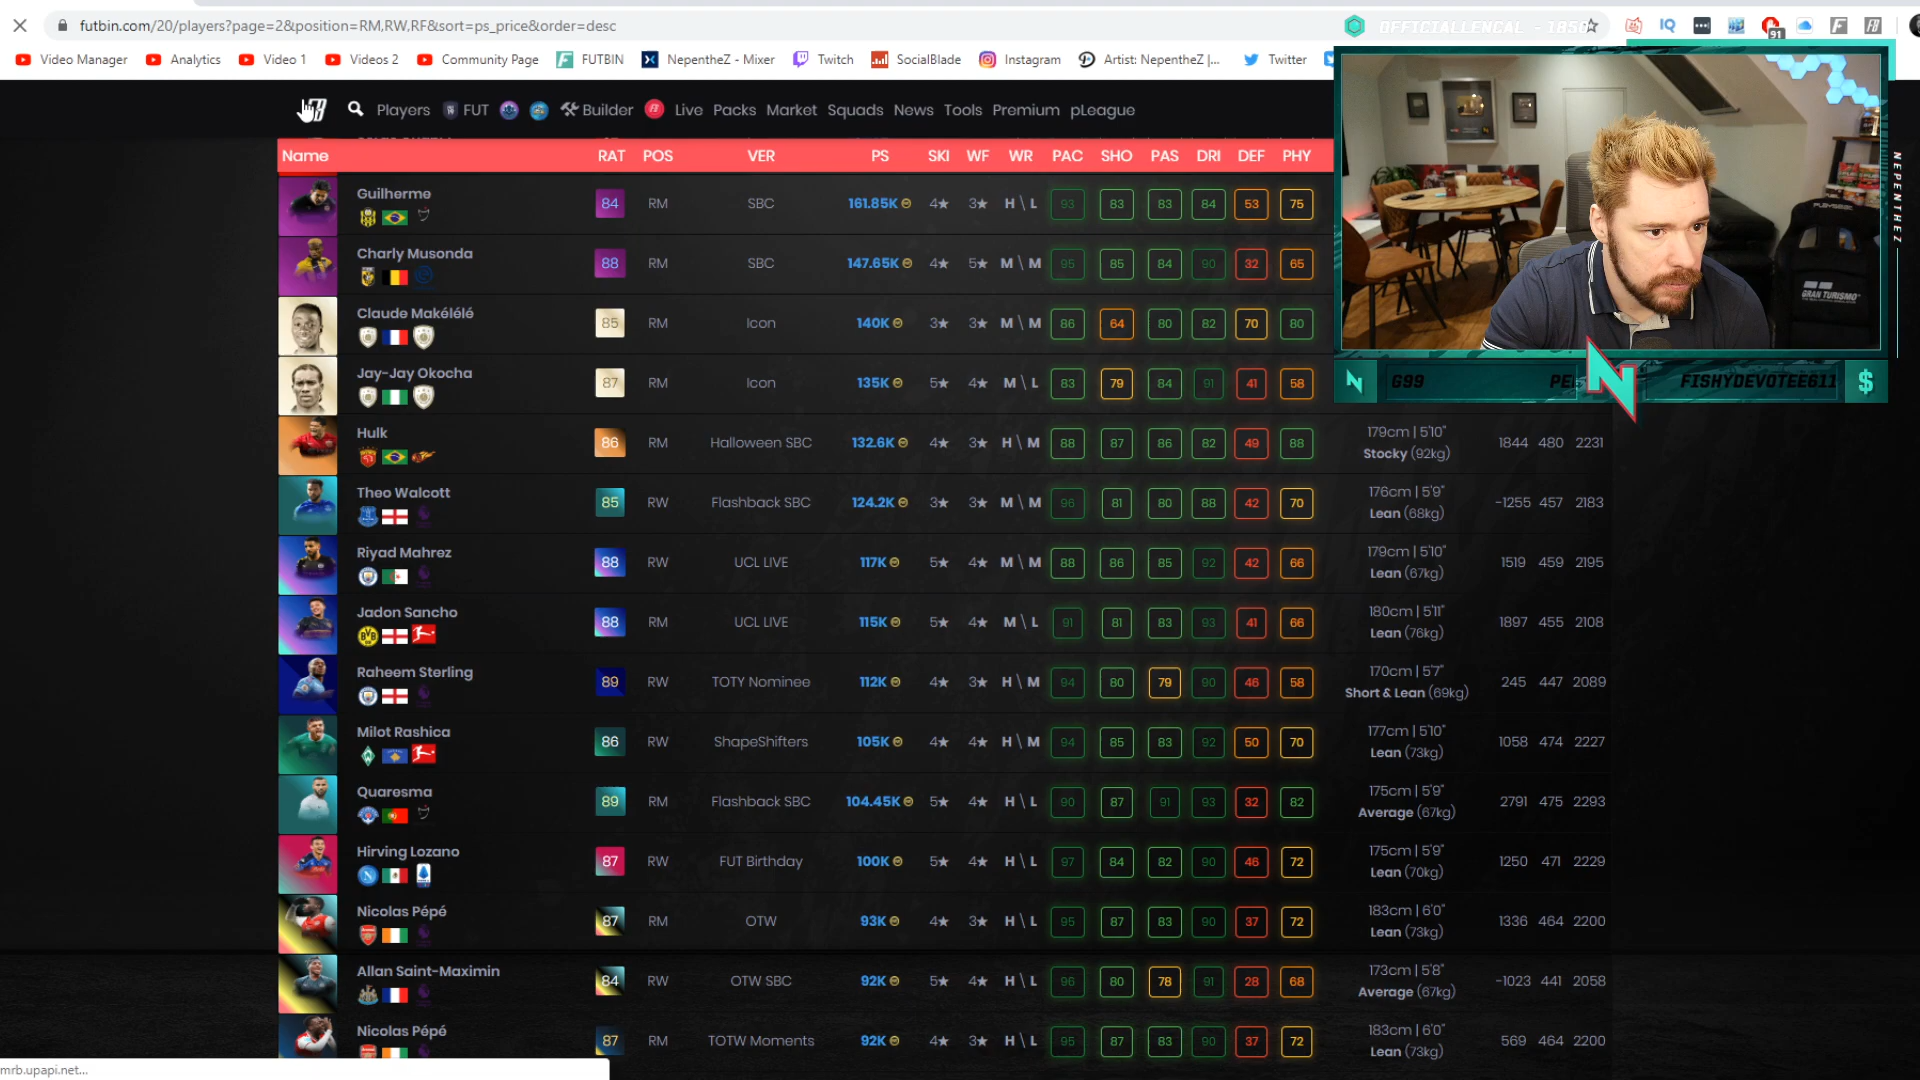 futbin.com/20/players?page=2&position=RM,RW,RF&sort=ps_price&order=desc
OFFICIALLENCAL - 185
IQ
91
Video Manager Analytics Video 1 Videos 2 Community Page FUTBIN NepentheZ - Mixer Twitch SocialBlade Instagram Artist: NepentheZ |... Twitter
Players FUT Builder Live Packs Market Squads News Tools Premium pLeague
Name RAT POS VER PS SKI WF WR PAC SHO PAS DRI DEF PHY
Guilherme 84 RM SBC 161.85K 4★ 3★ H \ L 93 83 83 84 53 75
Charly Musonda 88 RM SBC 147.65K 4★ 5★ M \ M 95 85 84 90 32 65
Claude Makélélé 85 RM Icon 140K 3★ 3★ M \ M 86 64 80 82 70 80
Jay-Jay Okocha 87 RM Icon 135K 5★ 4★ M \ L 83 79 84 91 41 58
Hulk 86 RM Halloween SBC 132.6K 4★ 3★ H \ M 88 87 86 82 49 88 179cm | 5'10" 1844 480 2231
Stocky (92kg)
Theo Walcott 85 RW Flashback SBC 124.2K 3★ 3★ M \ M 96 81 80 88 42 70 176cm | 5'9" -1255 457 2183
Lean (68kg)
Riyad Mahrez 88 RW UCL LIVE 117K 5★ 4★ M \ M 88 86 85 92 42 66 179cm | 5'10" 1519 459 2195
Lean (67kg)
Jadon Sancho 88 RM UCL LIVE 115K 5★ 4★ M \ L 91 81 83 93 41 66 180cm | 5'11" 1897 455 2108
Lean (76kg)
Raheem Sterling 89 RW TOTY Nominee 112K 4★ 3★ H \ M 94 80 79 90 46 58 170cm | 5'7" 245 447 2089
Short & Lean (69kg)
Milot Rashica 86 RW ShapeShifters 105K 4★ 4★ H \ M 94 85 83 92 50 70 177cm | 5'10" 1058 474 2227
Lean (73kg)
Quaresma 89 RM Flashback SBC 104.45K 5★ 4★ H \ L 90 87 91 93 32 82 175cm | 5'9" 2791 475 2293
Average (67kg)
Hirving Lozano 87 RW FUT Birthday 100K 5★ 4★ H \ L 97 84 82 90 46 72 175cm | 5'9" 1250 471 2229
Lean (70kg)
Nicolas Pépé 87 RM OTW 93K 4★ 3★ H \ L 95 87 83 90 37 72 183cm | 6'0" 1336 464 2200
Lean (73kg)
Allan Saint-Maximin 84 RW OTW SBC 92K 5★ 4★ H \ L 96 80 78 91 28 68 173cm | 5'8" -1023 441 2058
Average (67kg)
Nicolas Pépé 87 RM TOTW Moments 92K 4★ 3★ H \ L 95 87 83 90 37 72 183cm | 6'0" 569 464 2200
Lean (73kg)
mrb.upapi.net...
NEPENTHEZ
GRAN TURISMO
G99 FISHYDEVOTEE611 $